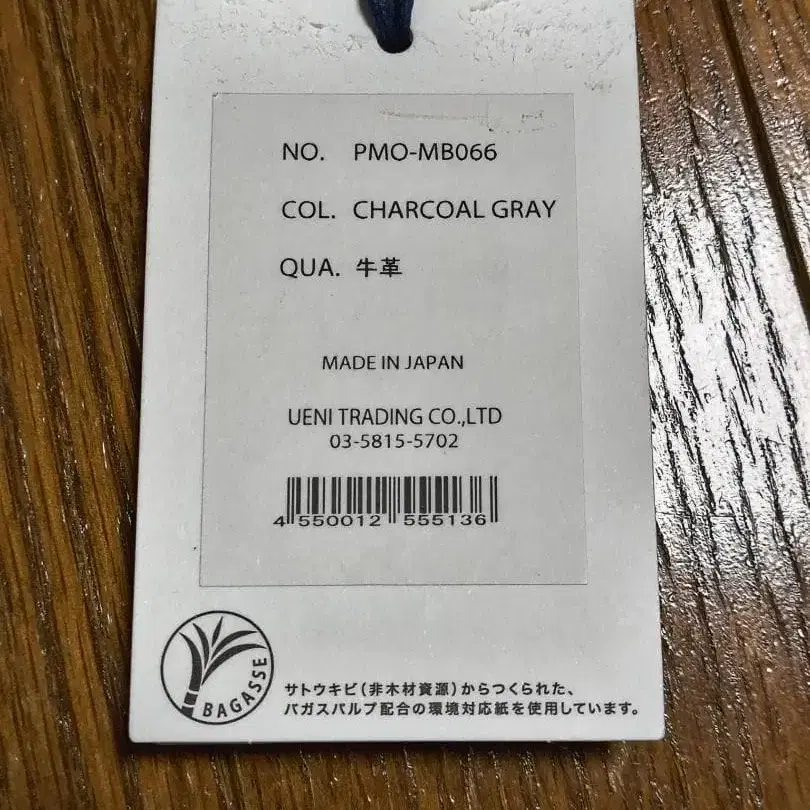 NO. PMO-MB066
COL. CHARCOAL GRAY
QUA. 牛革
MADE IN JAPAN
UENI TRADING CO.,LTD
03-5815-5702
4 550012 555136
BAGASSE
サトウキビ(非木材資源)からつくられた、
バガスパルプ配合の環境対応紙を使用しています。